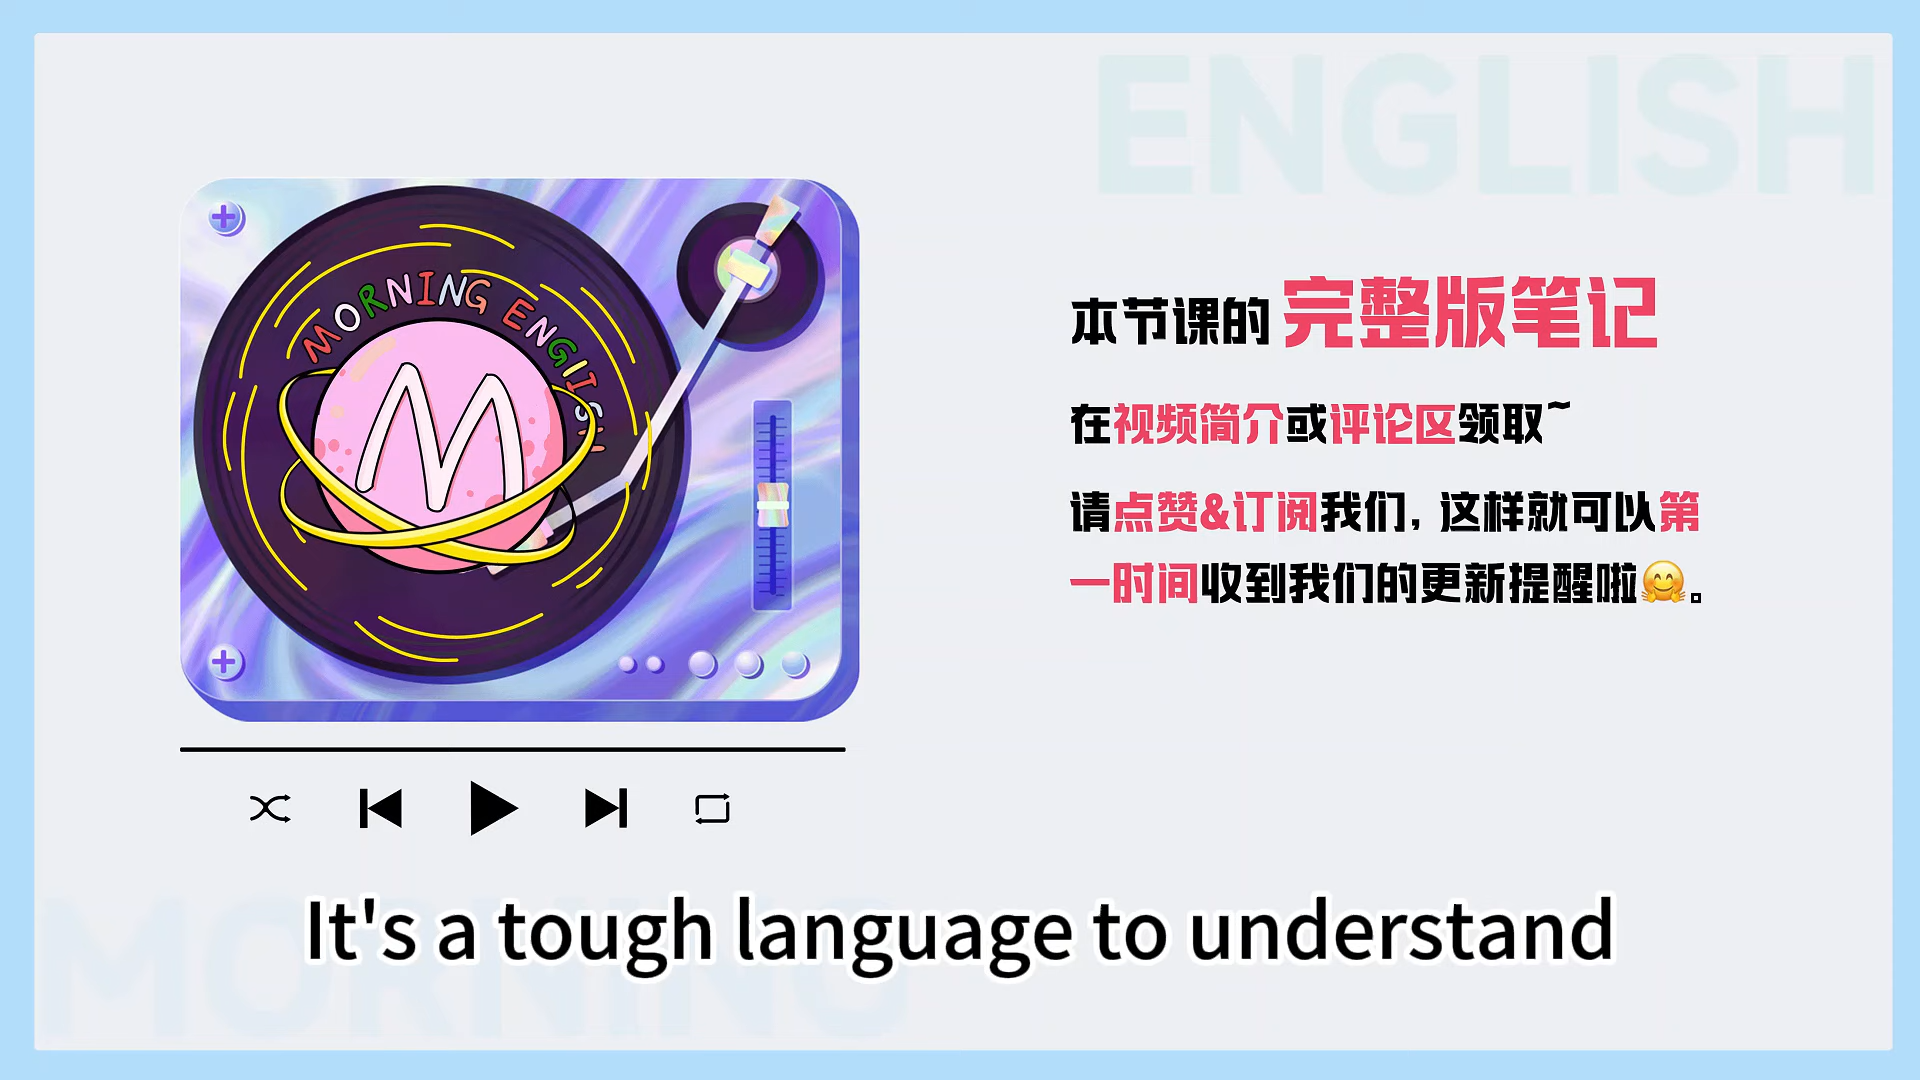 ENGLISH
MORNING ENGLISH
M
本节课的 完整版笔记
在视频简介或评论区领取~
请点赞&订阅我们, 这样就可以第
一时间收到我们的更新提醒啦🤗。
MORNING
It's a tough language to understand